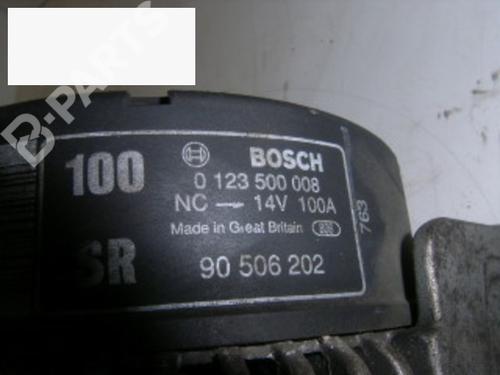 B-PARTS
100
BOSCH
0 123 500 008
NC 14V 100A
Made in Great Britain
763
SR
90 506 202